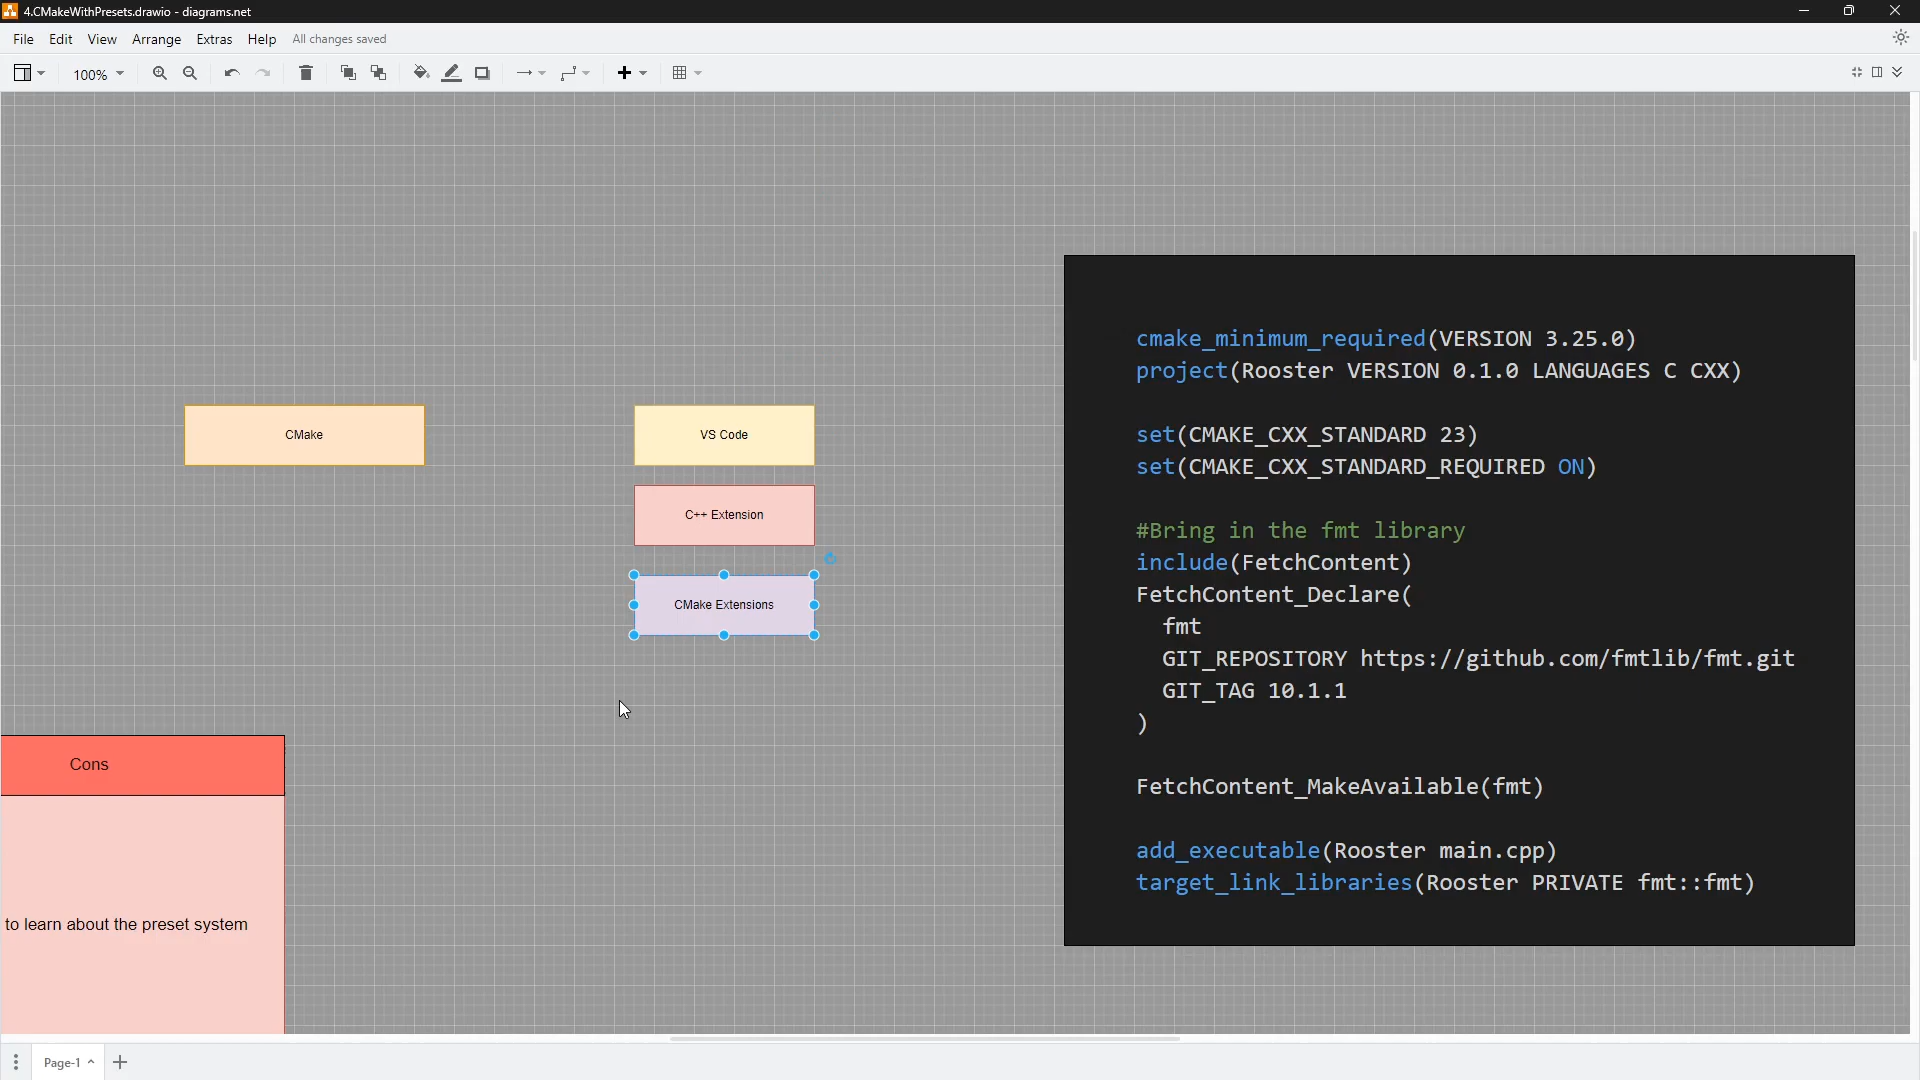 4.CMakeWithPresets.drawio - diagrams.net
File Edit View Arrange Extras Help All changes saved
100%
CMake
VS Code
C++ Extension
CMake Extensions
Cons
to learn about the preset system
cmake_minimum_required(VERSION 3.25.0)
project(Rooster VERSION 0.1.0 LANGUAGES C CXX)
set(CMAKE_CXX_STANDARD 23)
set(CMAKE_CXX_STANDARD_REQUIRED ON)
#Bring in the fmt library
include(FetchContent)
FetchContent_Declare(
fmt
GIT_REPOSITORY https://github.com/fmtlib/fmt.git
GIT_TAG 10.1.1
)
FetchContent_MakeAvailable(fmt)
add_executable(Rooster main.cpp)
target_link_libraries(Rooster PRIVATE fmt::fmt)
Page-1